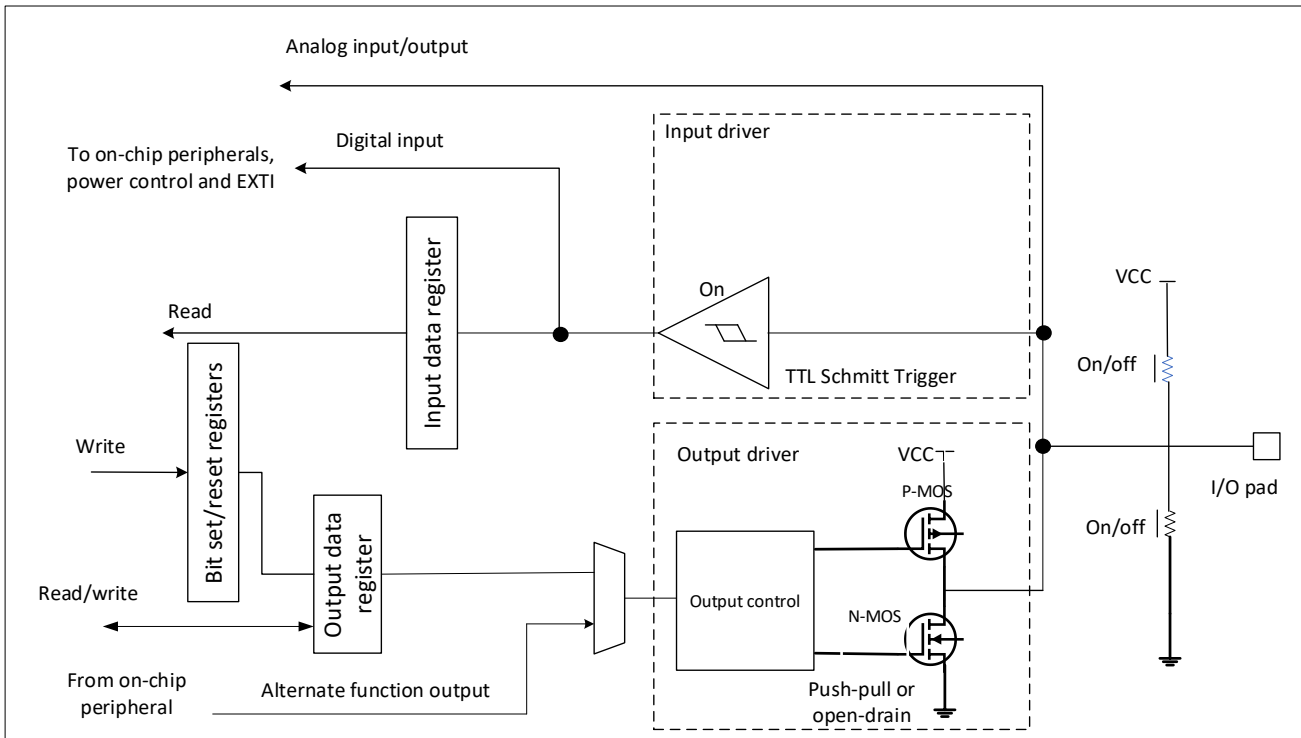 Analog input/output
Input driver
Digital input
To on-chip peripherals,
power control and EXTI
Input data register
On
VCC
Read
TTL Schmitt Trigger
On/off
Bit set/reset registers
Write
Output driver
VCC
I/O pad
P-MOS
On/off
Output data
register
Read/write
Output control
N-MOS
From on-chip
peripheral
Alternate function output
Push-pull or
open-drain